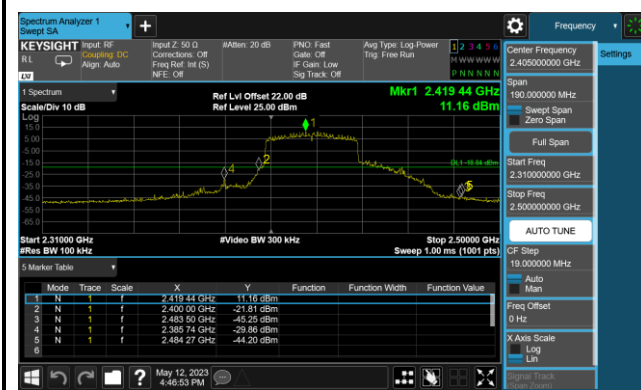 Spectrum Analyzer 1
Swept SA
Frequency
KEYSIGHT Input: RF
RL
Coupling: DC
Align: Auto
LXI
Input Z: 50 Ω
Corrections: Off
Freq Ref: Int (S)
NFE: Off
#Atten: 20 dB
PNO: Fast
Gate: Off
IF Gain: Low
Sig Track: Off
Avg Type: Log-Power
Trig: Free Run
1 2 3 4 5 6
M W W W W W
P N N N N N
Center Frequency
2.405000000 GHz
Settings
Span
190.000000 MHz
Swept Span
Zero Span
Full Span
Start Freq
2.310000000 GHz
Stop Freq
2.500000000 GHz
AUTO TUNE
CF Step
19.000000 MHz
Auto
Man
Freq Offset
0 Hz
X Axis Scale
Log
Lin
Signal Track
(Span Zoom)
1 Spectrum
Scale/Div 10 dB
Ref Lvl Offset 22.00 dB
Ref Level 25.00 dBm
Mkr1 2.419 44 GHz
11.16 dBm
Log
15.0
5.00
-5.00
-15.0
-25.0
-35.0
-45.0
-55.0
-65.0
1
2
4
5
Start 2.31000 GHz
#Res BW 100 kHz
#Video BW 300 kHz
Stop 2.50000 GHz
Sweep 1.00 ms (1001 pts)
5 Marker Table
Mode Trace Scale X Y Function Function Width Function Value
1 N 1 f 2.419 44 GHz 11.16 dBm
2 N 1 f 2.400 00 GHz -21.81 dBm
3 N 1 f 2.483 50 GHz -45.25 dBm
4 N 1 f 2.385 74 GHz -29.86 dBm
5 N 1 f 2.484 27 GHz -44.20 dBm
6
?
May 12, 2023
4:46:53 PM